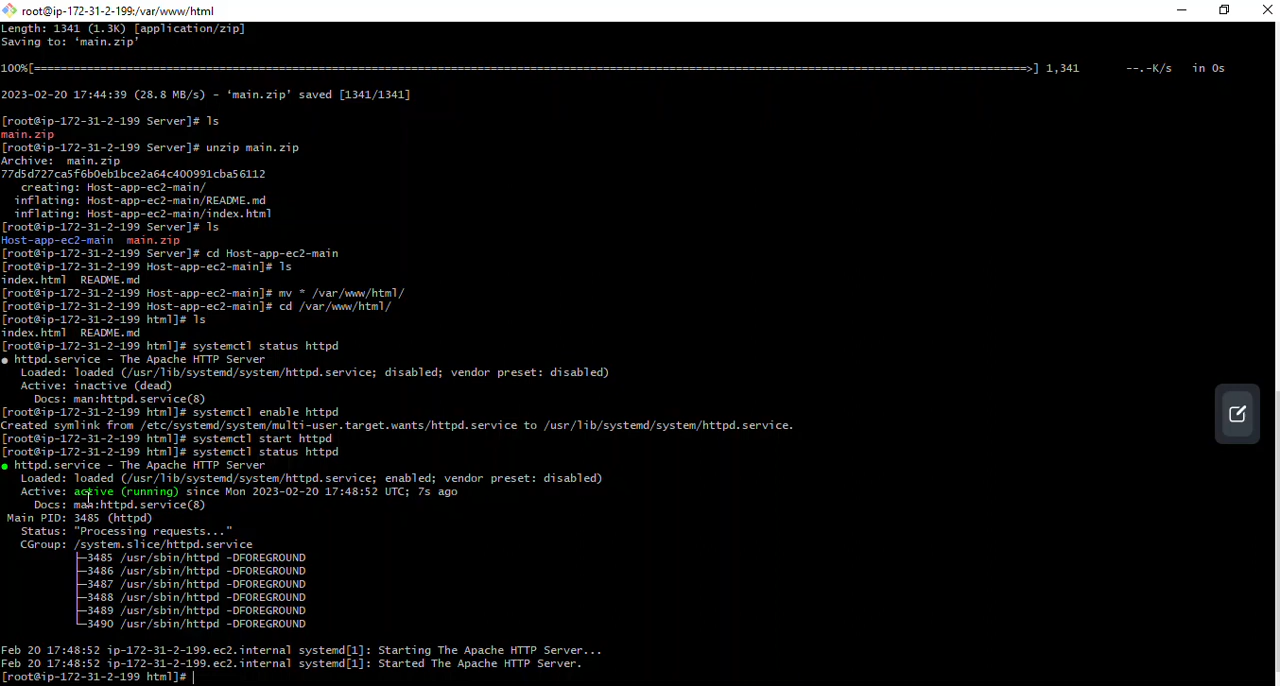 root@ip-172-31-2-199:/var/www/html
Length: 1341 (1.3K) [application/zip]
Saving to: ‘main.zip’
100%[=====================================================================================================================================================>] 1,341       --.-K/s   in 0s
2023-02-20 17:44:39 (28.8 MB/s) - ‘main.zip’ saved [1341/1341]
[root@ip-172-31-2-199 Server]# ls
main.zip
[root@ip-172-31-2-199 Server]# unzip main.zip
Archive:  main.zip
77d5d727ca5f6b0eb1bce2a64c400991cba56112
   creating: Host-app-ec2-main/
  inflating: Host-app-ec2-main/README.md
  inflating: Host-app-ec2-main/index.html
[root@ip-172-31-2-199 Server]# ls
Host-app-ec2-main  main.zip
[root@ip-172-31-2-199 Server]# cd Host-app-ec2-main
[root@ip-172-31-2-199 Host-app-ec2-main]# ls
index.html  README.md
[root@ip-172-31-2-199 Host-app-ec2-main]# mv * /var/www/html/
[root@ip-172-31-2-199 Host-app-ec2-main]# cd /var/www/html/
[root@ip-172-31-2-199 html]# ls
index.html  README.md
[root@ip-172-31-2-199 html]# systemctl status httpd
● httpd.service - The Apache HTTP Server
   Loaded: loaded (/usr/lib/systemd/system/httpd.service; disabled; vendor preset: disabled)
   Active: inactive (dead)
     Docs: man:httpd.service(8)
[root@ip-172-31-2-199 html]# systemctl enable httpd
Created symlink from /etc/systemd/system/multi-user.target.wants/httpd.service to /usr/lib/systemd/system/httpd.service.
[root@ip-172-31-2-199 html]# systemctl start httpd
[root@ip-172-31-2-199 html]# systemctl status httpd
● httpd.service - The Apache HTTP Server
   Loaded: loaded (/usr/lib/systemd/system/httpd.service; enabled; vendor preset: disabled)
   Active: active (running) since Mon 2023-02-20 17:48:52 UTC; 7s ago
     Docs: man:httpd.service(8)
 Main PID: 3485 (httpd)
   Status: "Processing requests..."
   CGroup: /system.slice/httpd.service
           ├─3485 /usr/sbin/httpd -DFOREGROUND
           ├─3486 /usr/sbin/httpd -DFOREGROUND
           ├─3487 /usr/sbin/httpd -DFOREGROUND
           ├─3488 /usr/sbin/httpd -DFOREGROUND
           ├─3489 /usr/sbin/httpd -DFOREGROUND
           └─3490 /usr/sbin/httpd -DFOREGROUND
Feb 20 17:48:52 ip-172-31-2-199.ec2.internal systemd[1]: Starting The Apache HTTP Server...
Feb 20 17:48:52 ip-172-31-2-199.ec2.internal systemd[1]: Started The Apache HTTP Server.
[root@ip-172-31-2-199 html]#